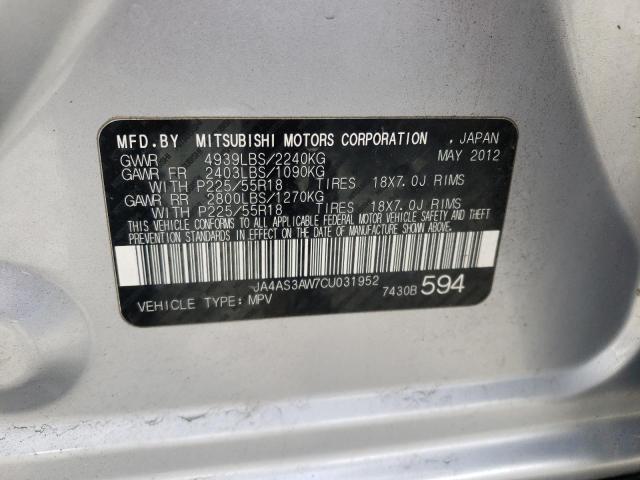 MFD.BY MITSUBISHI MOTORS CORPORATION , JAPAN
GVWR 4939LBS/2240KG MAY 2012
GAWR FR 2403LBS/1090KG
WITH P225/55R18 TIRES 18X7.0J RIMS
GAWR RR 2800LBS/1270KG
WITH P225/55R18 TIRES 18X7.0J RIMS
THIS VEHICLE CONFORMS TO ALL APPLICABLE FEDERAL MOTOR VEHICLE SAFETY AND THEFT
PREVENTION STANDARDS IN EFFECT ON THE DATE OF MANUFACTURE SHOWN ABOVE.
JA4AS3AW7CU031952
VEHICLE TYPE:MPV 7430B 594